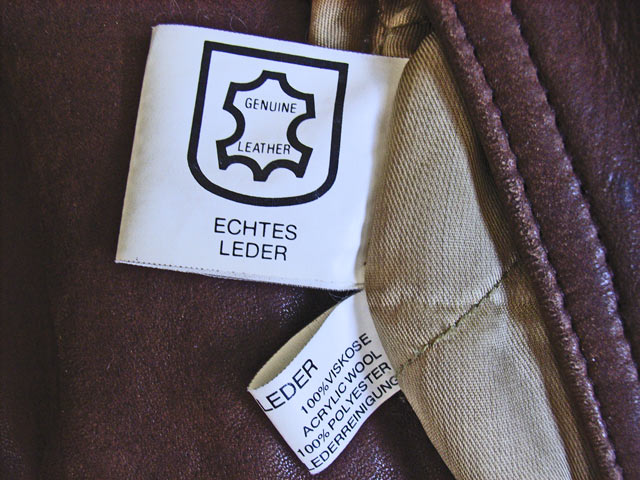 GENUINE
LEATHER
ECHTES
LEDER
LEDER
100%VISKOSE
ACRYLIC WOOL
100% POLYESTER
LEDERREINIGUNG